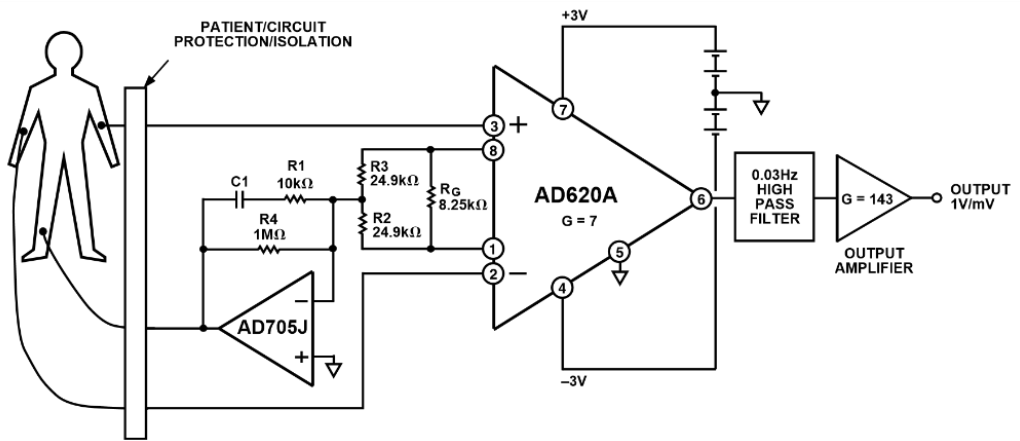 PATIENT/CIRCUIT
PROTECTION/ISOLATION
+3V
3
+
8
7
R3
24.9kΩ
C1
R1
10kΩ
RG
8.25kΩ
R4
1MΩ
R2
24.9kΩ
1
2
–
AD620A
G = 7
6
5
4
0.03Hz
HIGH
PASS
FILTER
G = 143
OUTPUT
1V/mV
OUTPUT
AMPLIFIER
–
AD705J
+
–3V